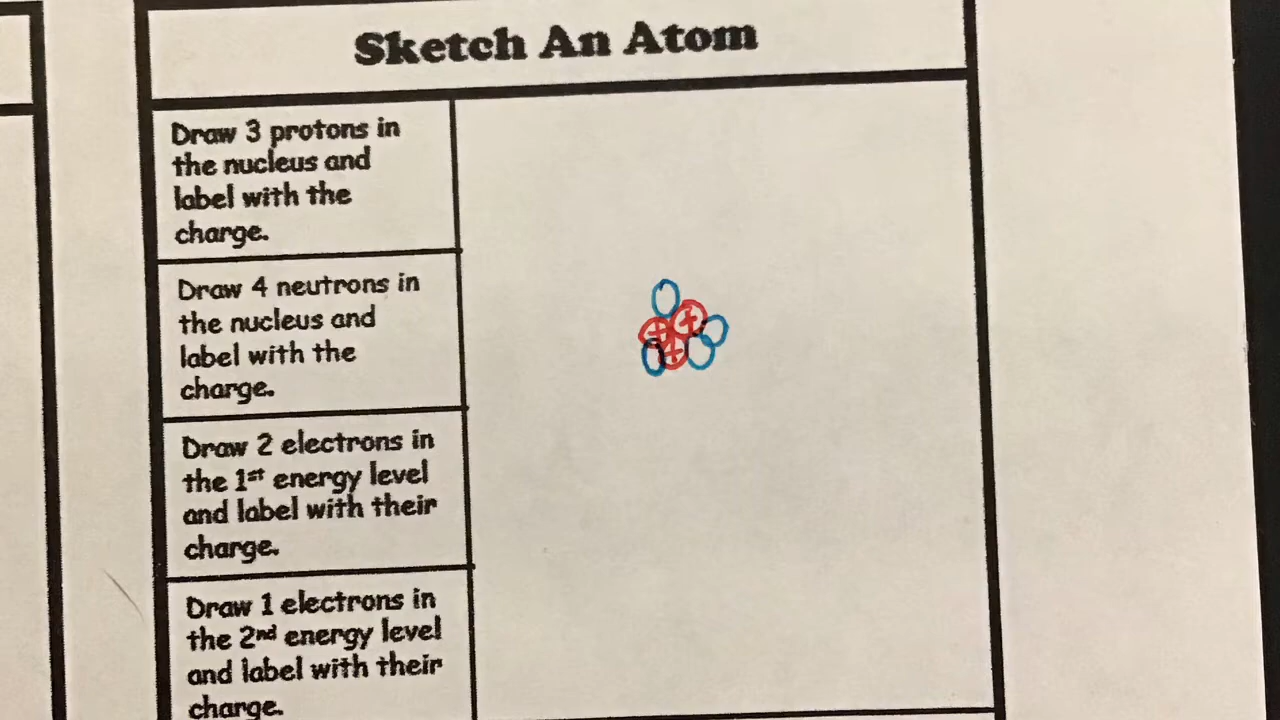 Sketch An Atom
Draw 3 protons in
the nucleus and
label with the
charge.
Draw 4 neutrons in
the nucleus and
label with the
charge.
Draw 2 electrons in
the 1st energy level
and label with their
charge.
Draw 1 electrons in
the 2nd energy level
and label with their
charge.
+
+
+